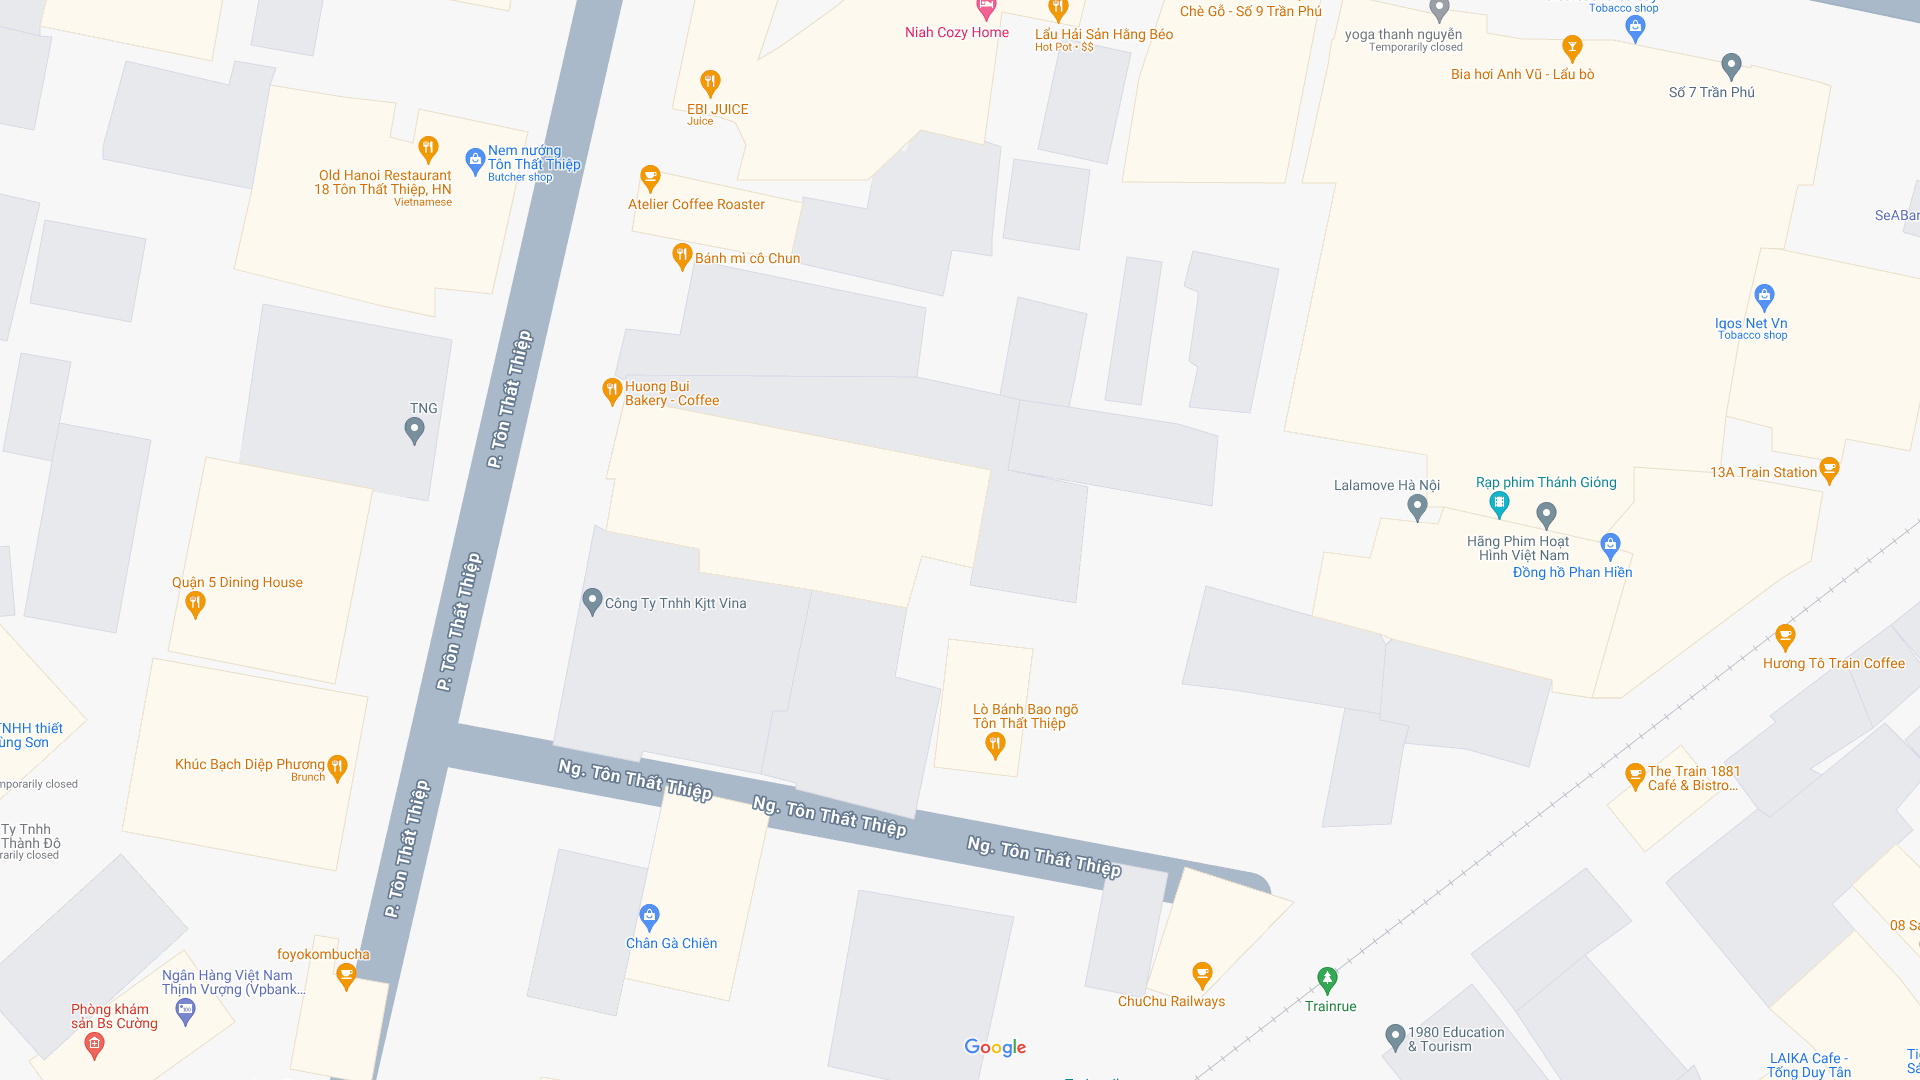 Tobacco shop
Chè Gỗ - Số 9 Trần Phú
Niah Cozy Home
Lẩu Hải Sản Hằng Béo
Hot Pot • $$
yoga thanh nguyễn
Temporarily closed
Bia hơi Anh Vũ - Lẩu bò
Số 7 Trần Phú
EBI JUICE
Juice
Nem nướng
Tôn Thất Thiệp
Butcher shop
Old Hanoi Restaurant
18 Tôn Thất Thiệp, HN
Vietnamese
Atelier Coffee Roaster
SeABan
Bánh mì cô Chun
Iqos Net Vn
Tobacco shop
P. Tôn Thất Thiệp
Huong Bui
Bakery - Coffee
TNG
13A Train Station
Lalamove Hà Nội
Rạp phim Thánh Gióng
Hãng Phim Hoạt
Hình Việt Nam
Đồng hồ Phan Hiền
Quận 5 Dining House
Công Ty Tnhh Kjtt Vina
P. Tôn Thất Thiệp
Hương Tô Train Coffee
Lò Bánh Bao ngõ
Tôn Thất Thiệp
TNHH thiết
ùng Sơn
mporarily closed
Khúc Bạch Diệp Phương
Brunch
The Train 1881
Café & Bistro...
Ng. Tôn Thất Thiệp
Ng. Tôn Thất Thiệp
Ng. Tôn Thất Thiệp
Ty Tnhh
Thành Đô
rarily closed
P. Tôn Thất Thiệp
Chân Gà Chiên
08 Sa
foyokombucha
Ngân Hàng Việt Nam
Thịnh Vượng (Vpbank...
Phòng khám
sản Bs Cường
ChuChu Railways
Trainrue
1980 Education
& Tourism
Google
LAIKA Cafe -
Tống Duy Tân